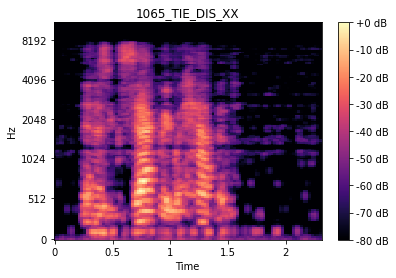 1065_TIE_DIS_XX
+0 dB
8192
-10 dB
4096
-20 dB
-30 dB
2048
Hz
-40 dB
1024
-50 dB
512
-60 dB
-70 dB
0
-80 dB
0 0.5 1 1.5 2
Time